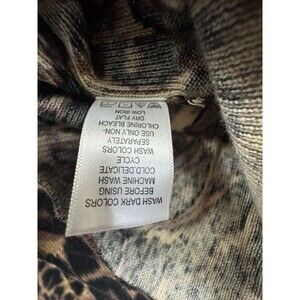 WASH DARK COLORS
BEFORE USING
MACHINE WASH
COLD-DELICATE
CYCLE
WASH COLORS
SEPARATELY
USE ONLY NON-
CHLORINE BLEACH
DRY FLAT
LOW IRON